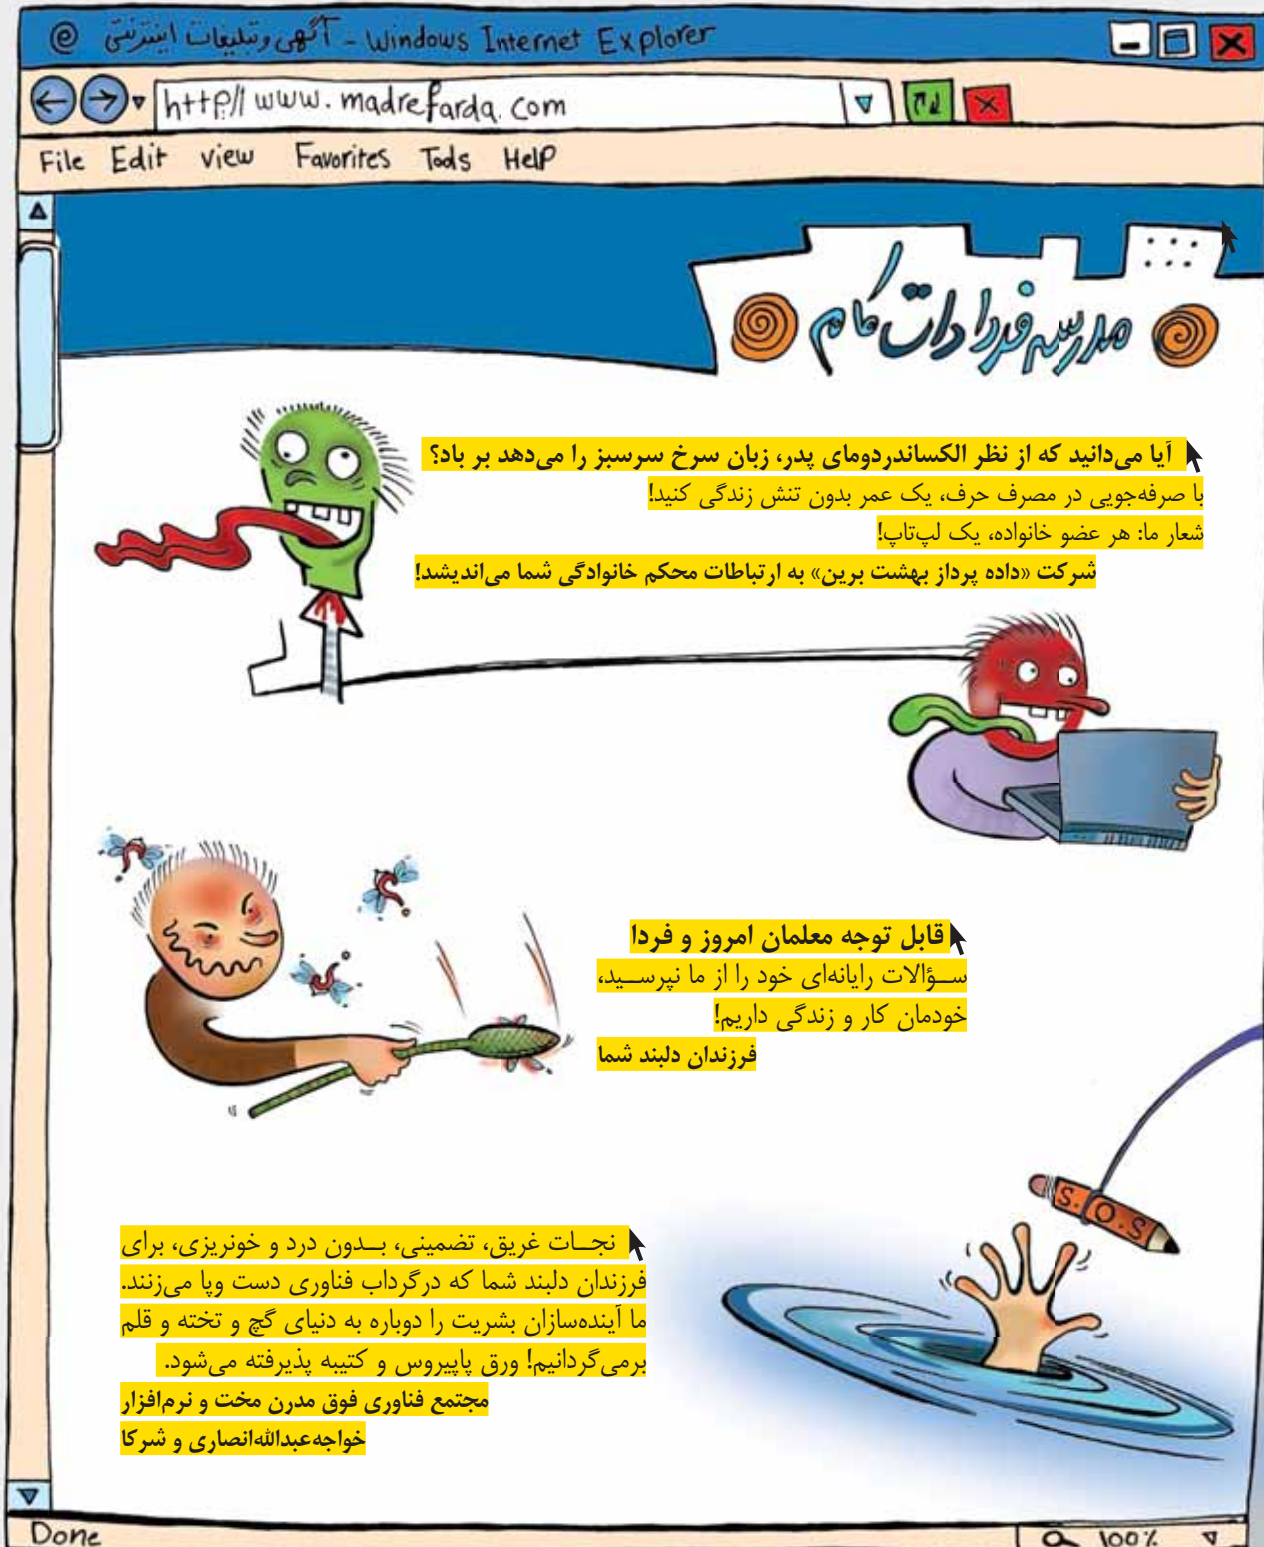 آگهی و تبلیغات اینترنتی - Windows Internet Explorer
http// www. madrefarda. com
File Edit view Favorites Tools HelP
مدرسه فردا دات کام
آیا می‌دانید که از نظر الکساندردومای پدر، زبان سرخ سرسبز را می‌دهد بر باد؟
با صرفه‌جویی در مصرف حرف، یک عمر بدون تنش زندگی کنید!
شعار ما: هر عضو خانواده، یک لپ‌تاپ!
شرکت «داده پرداز بهشت برین» به ارتباطات محکم خانوادگی شما می‌اندیشد!
قابل توجه معلمان امروز و فردا
سؤالات رایانه‌ای خود را از ما نپرسید،
خودمان کار و زندگی داریم!
فرزندان دلبند شما
S.O.S
نجات غریق، تضمینی، بدون درد و خونریزی، برای
فرزندان دلبند شما که درگرداب فناوری دست وپا می‌زنند.
ما آینده‌سازان بشریت را دوباره به دنیای گچ و تخته و قلم
برمی‌گردانیم! ورق پاپیروس و کتیبه پذیرفته می‌شود.
مجتمع فناوری فوق مدرن مخت و نرم‌افزار
خواجه‌عبدالله‌انصاری و شرکا
Done
100%